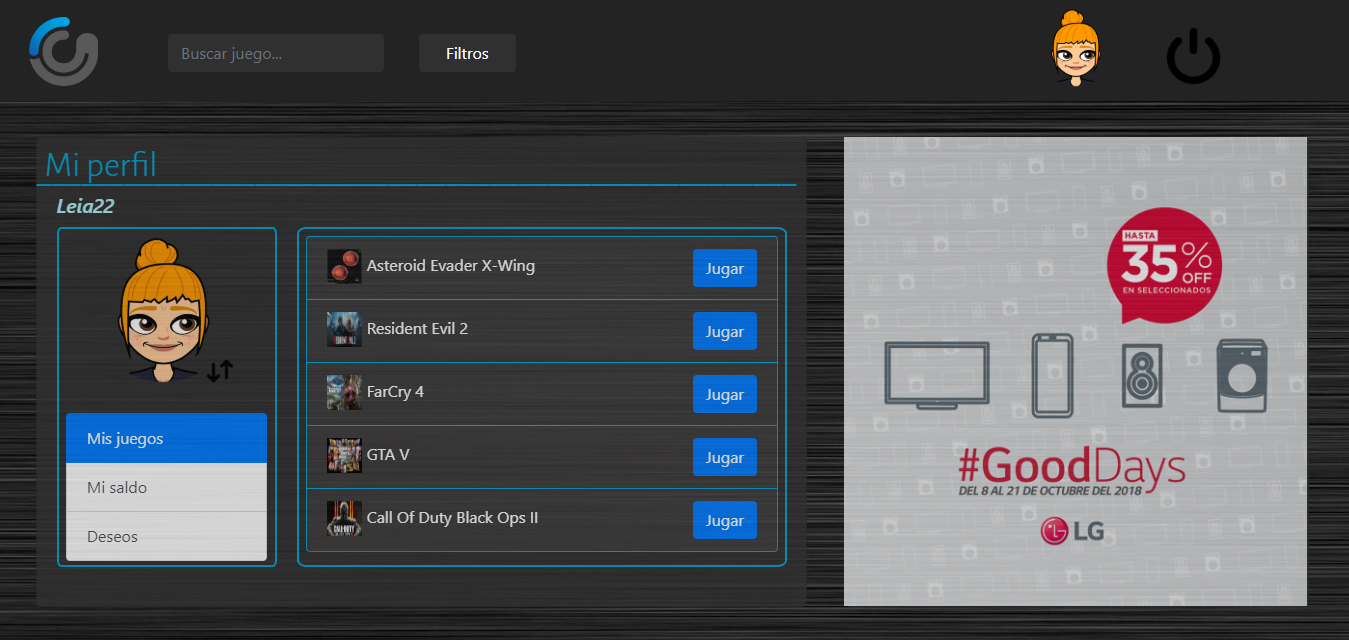 Buscar juego...
Filtros
Mi perfil
Leia22
Mis juegos
Mi saldo
Deseos
Asteroid Evader X-Wing
Jugar
Resident Evil 2
Jugar
FarCry 4
Jugar
GTA V
Jugar
Call Of Duty Black Ops II
Jugar
HASTA
35%
OFF
EN SELECCIONADOS
#GoodDays
DEL 8 AL 21 DE OCTUBRE DEL 2018
LG